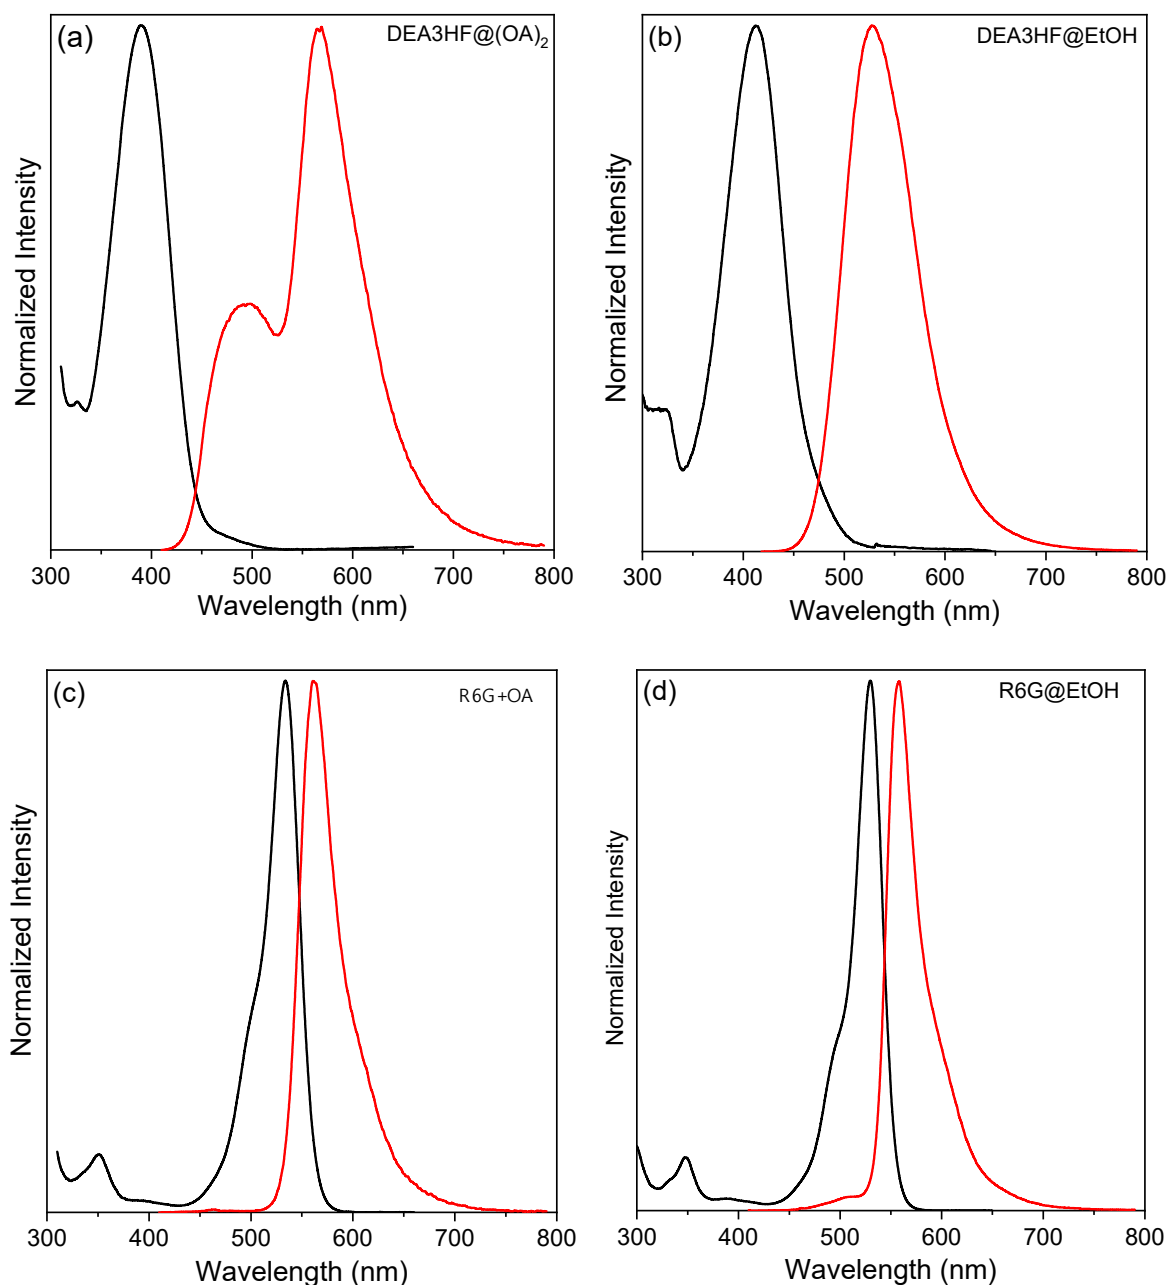 (a)
DEA3HF@(OA)₂
Normalized Intensity
300 400 500 600 700 800
Wavelength (nm)
(b)
DEA3HF@EtOH
Normalized Intensity
300 400 500 600 700 800
Wavelength (nm)
(c)
R6G+OA
Normalized Intensity
300 400 500 600 700 800
Wavelength (nm)
(d)
R6G@EtOH
Normalized Intensity
300 400 500 600 700 800
Wavelength (nm)